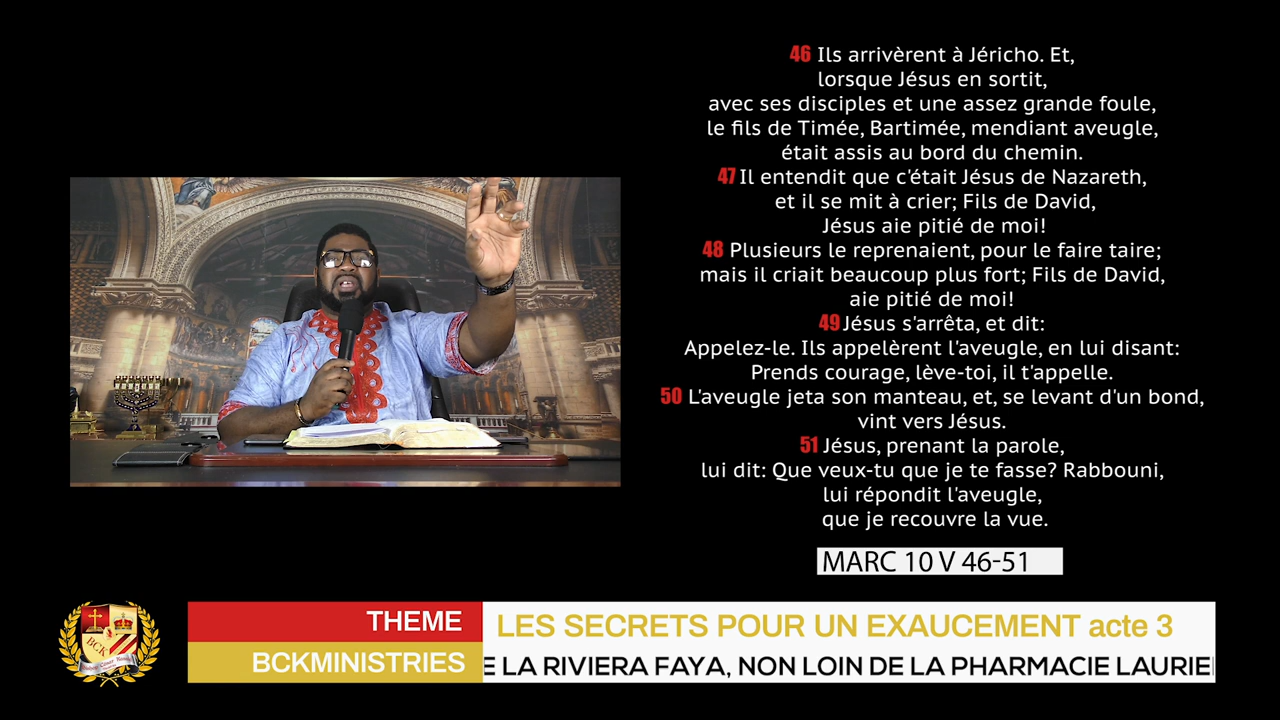 46 Ils arrivèrent à Jéricho. Et,
lorsque Jésus en sortit,
avec ses disciples et une assez grande foule,
le fils de Timée, Bartimée, mendiant aveugle,
était assis au bord du chemin.
47 Il entendit que c'était Jésus de Nazareth,
et il se mit à crier; Fils de David,
Jésus aie pitié de moi!
48 Plusieurs le reprenaient, pour le faire taire;
mais il criait beaucoup plus fort; Fils de David,
aie pitié de moi!
49 Jésus s'arrêta, et dit:
Appelez-le. Ils appelèrent l'aveugle, en lui disant:
Prends courage, lève-toi, il t'appelle.
50 L'aveugle jeta son manteau, et, se levant d'un bond,
vint vers Jésus.
51 Jésus, prenant la parole,
lui dit: Que veux-tu que je te fasse? Rabbouni,
lui répondit l'aveugle,
que je recouvre la vue.
MARC 10 V 46-51
THEME
LES SECRETS POUR UN EXAUCEMENT acte 3
BCKMINISTRIES
E LA RIVIERA FAYA, NON LOIN DE LA PHARMACIE LAURIE
BCK